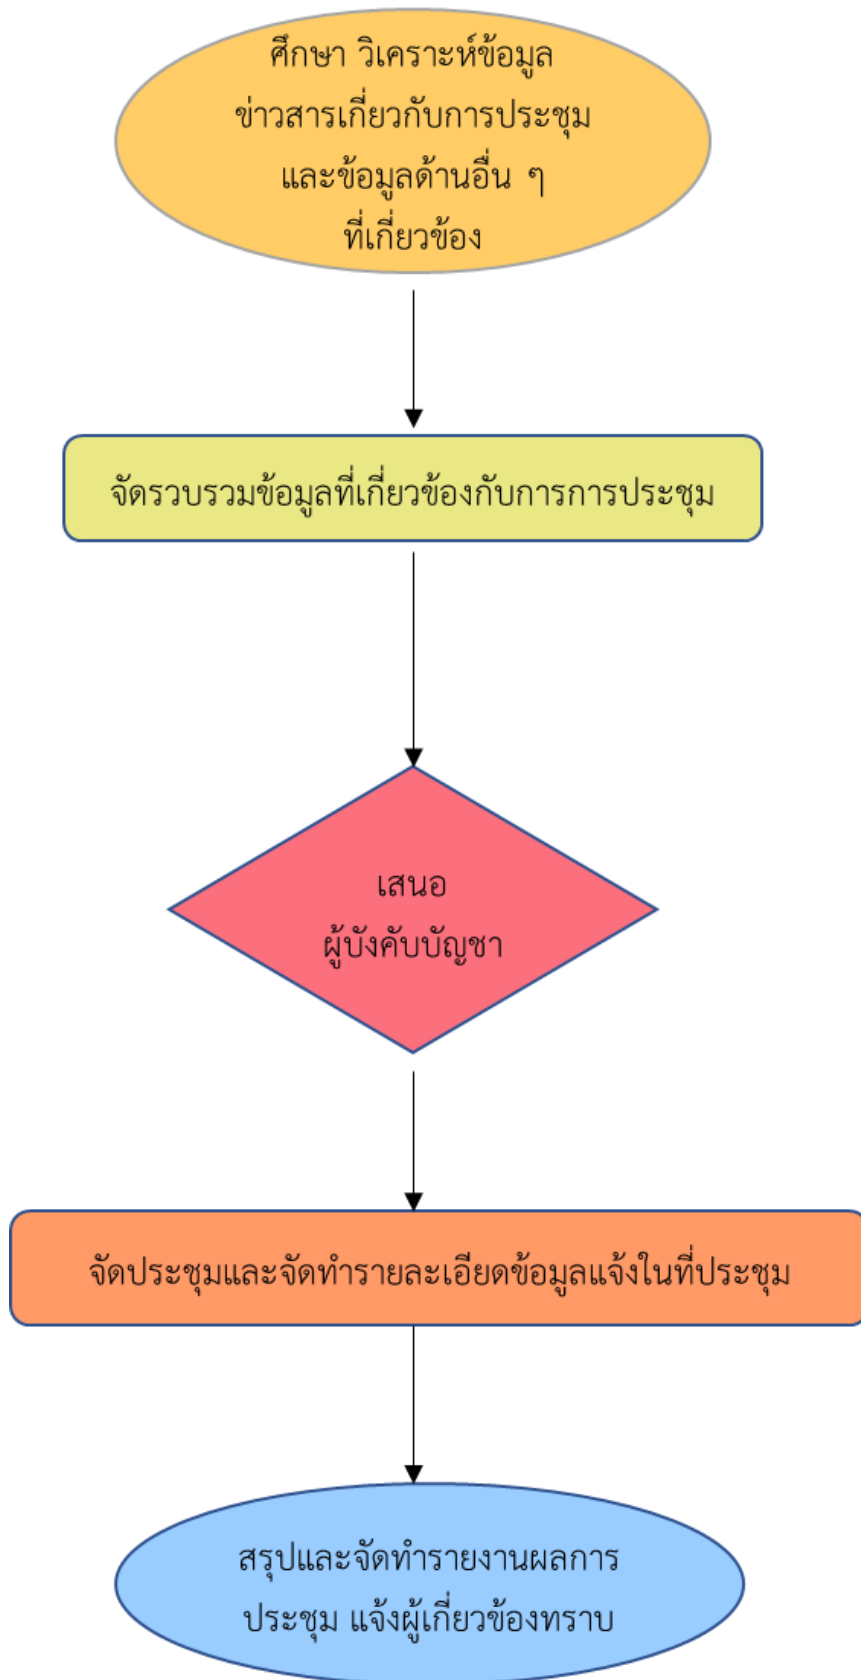 ศึกษา วิเคราะห์ข้อมูล
ข่าวสารเกี่ยวกับการประชุม
และข้อมูลด้านอื่น ๆ
ที่เกี่ยวข้อง
จัดรวบรวมข้อมูลที่เกี่ยวข้องกับการการประชุม
เสนอ
ผู้บังคับบัญชา
จัดประชุมและจัดทำรายละเอียดข้อมูลแจ้งในที่ประชุม
สรุปและจัดทำรายงานผลการ
ประชุม แจ้งผู้เกี่ยวข้องทราบ